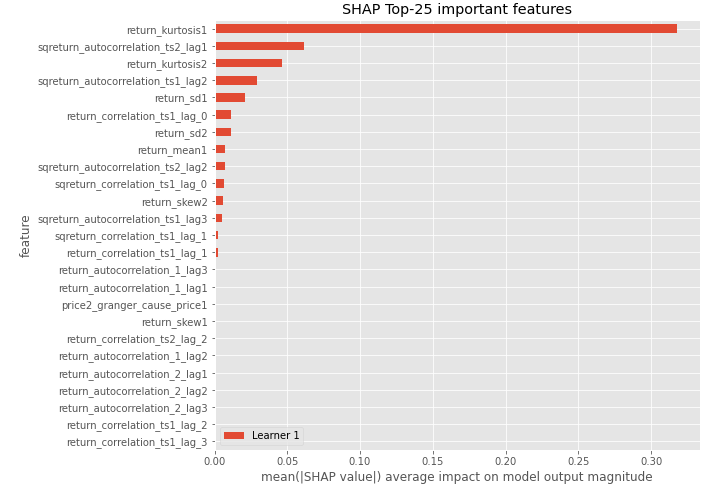 SHAP Top-25 important features
feature
return_kurtosis1
sqreturn_autocorrelation_ts2_lag1
return_kurtosis2
sqreturn_autocorrelation_ts1_lag2
return_sd1
return_correlation_ts1_lag_0
return_sd2
return_mean1
sqreturn_autocorrelation_ts2_lag2
sqreturn_correlation_ts1_lag_0
return_skew2
sqreturn_autocorrelation_ts1_lag3
sqreturn_correlation_ts1_lag_1
return_correlation_ts1_lag_1
return_autocorrelation_1_lag3
return_autocorrelation_1_lag1
price2_granger_cause_price1
return_skew1
return_correlation_ts2_lag_2
return_autocorrelation_1_lag2
return_autocorrelation_2_lag1
return_autocorrelation_2_lag2
return_autocorrelation_2_lag3
return_correlation_ts1_lag_2
return_correlation_ts1_lag_3
Learner 1
0.00 0.05 0.10 0.15 0.20 0.25 0.30
mean(|SHAP value|) average impact on model output magnitude